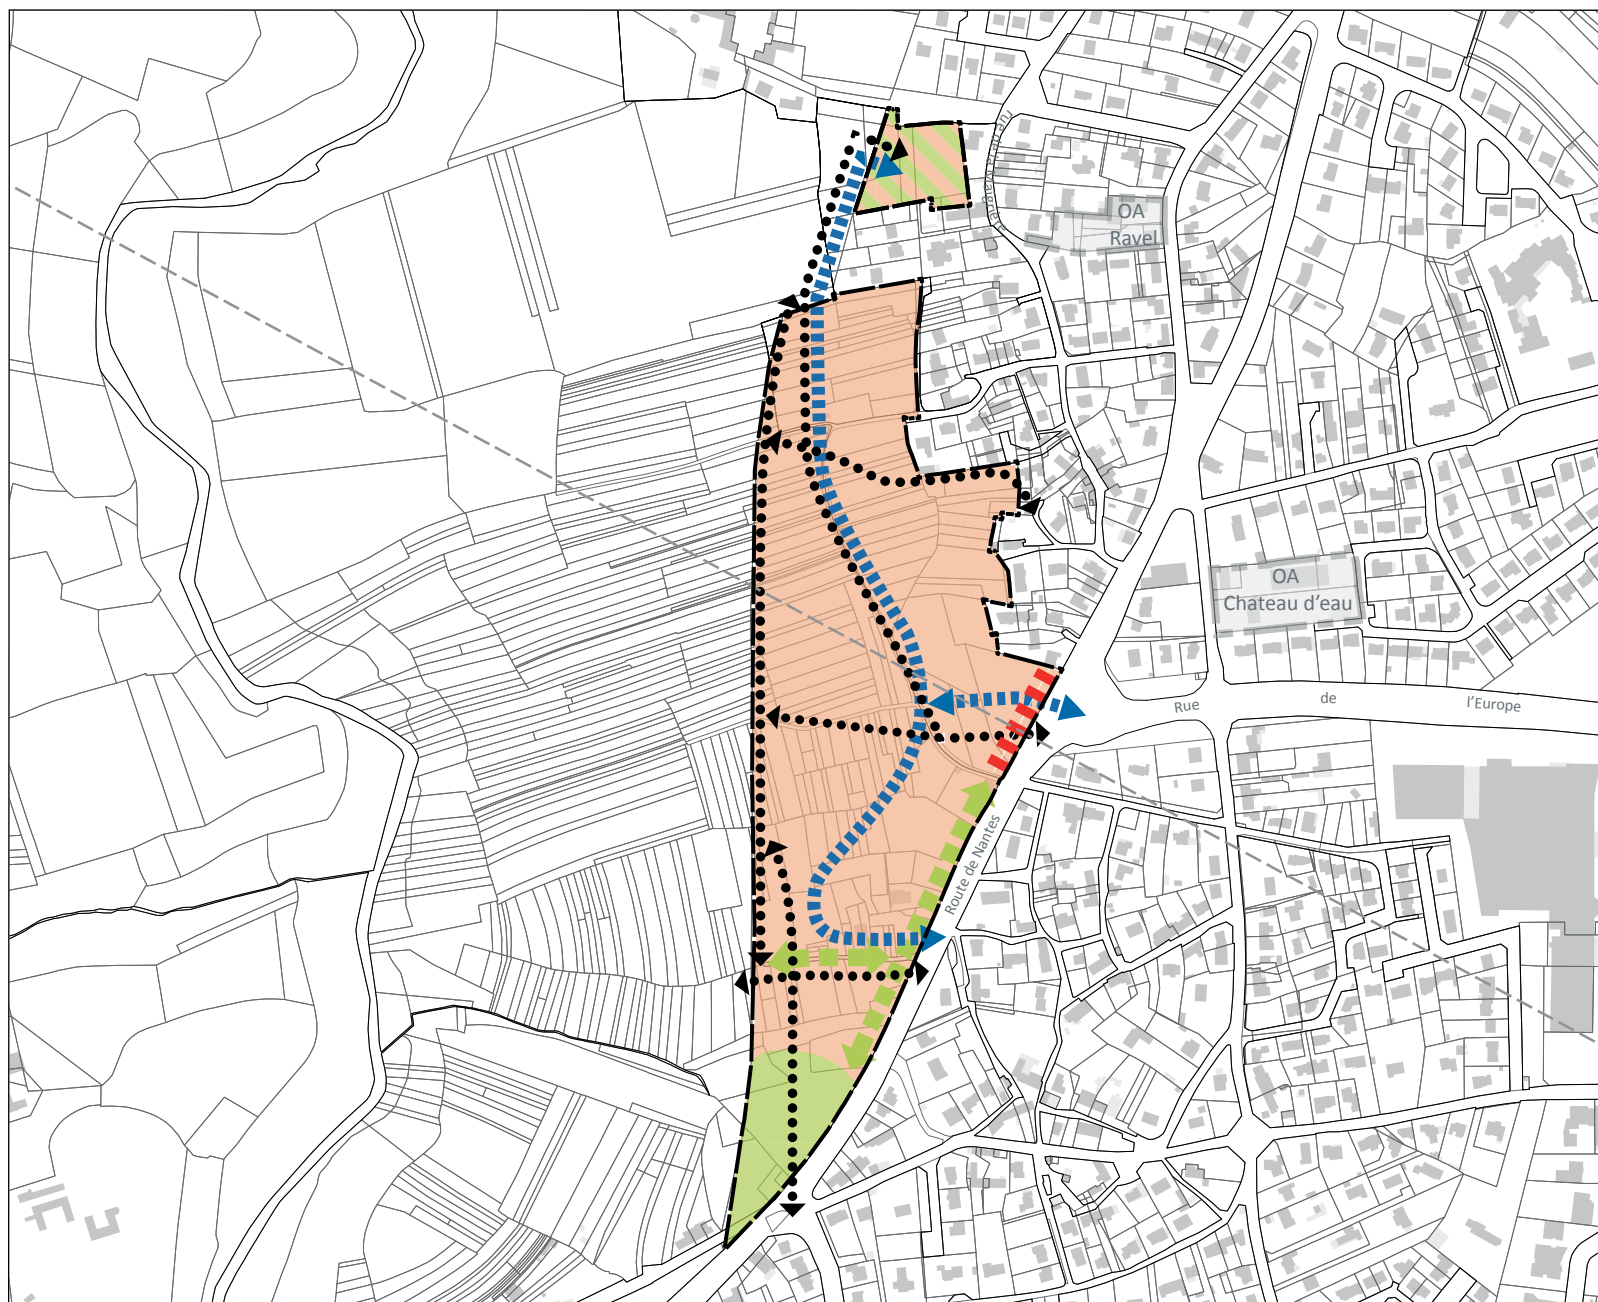 OA
Ravel
OA
Chateau d'eau
Rue de l'Europe
Route de Nantes